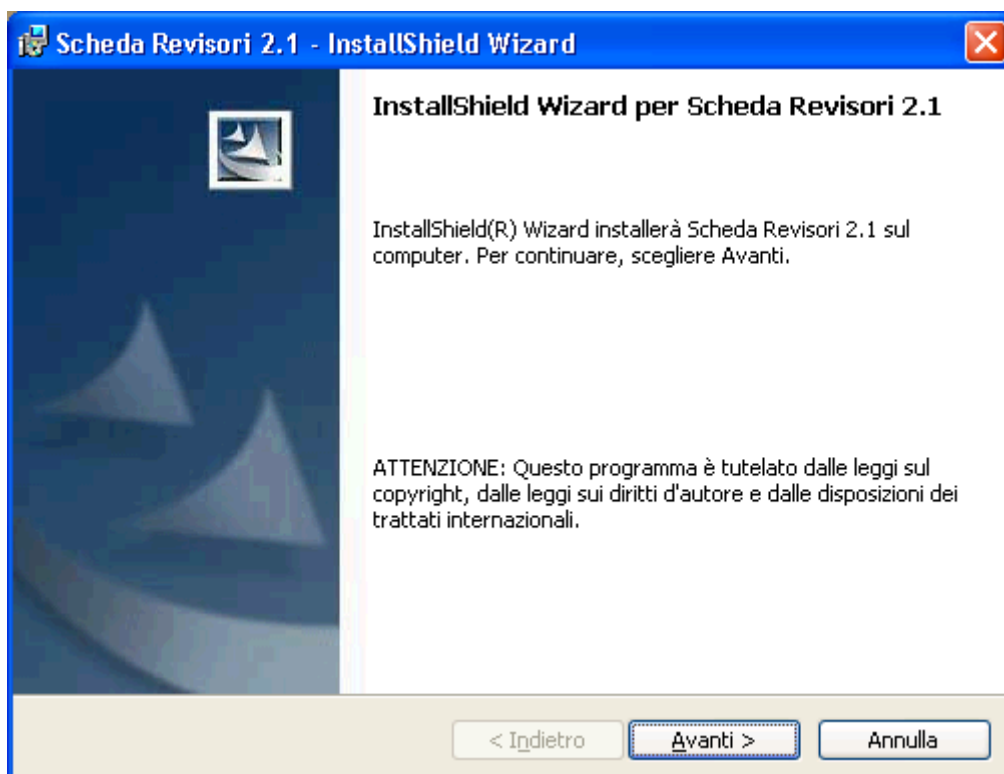 Scheda Revisori 2.1 - InstallShield Wizard
InstallShield Wizard per Scheda Revisori 2.1
InstallShield(R) Wizard installerà Scheda Revisori 2.1 sul
computer. Per continuare, scegliere Avanti.
ATTENZIONE: Questo programma è tutelato dalle leggi sul
copyright, dalle leggi sui diritti d'autore e dalle disposizioni dei
trattati internazionali.
< Indietro Avanti > Annulla